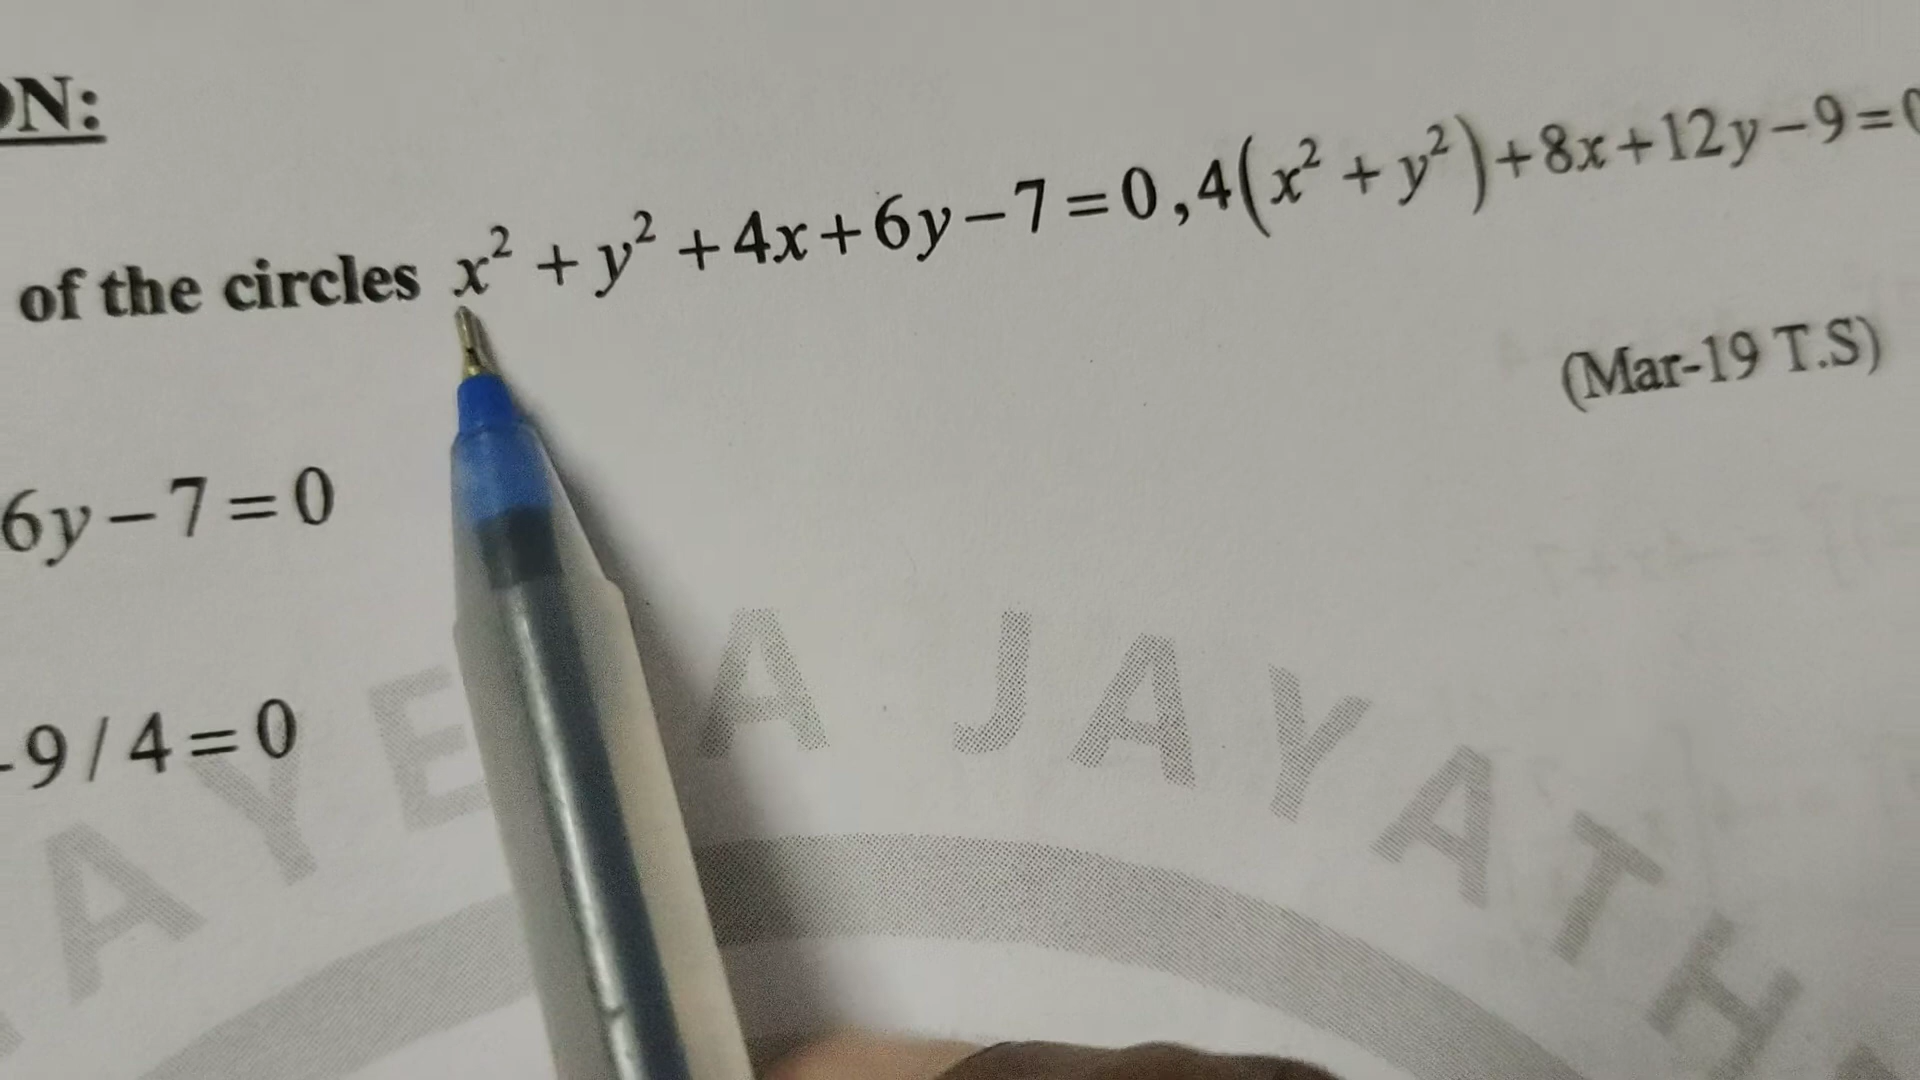 N:
of the circles x² + y² + 4x + 6y − 7 = 0, 4(x² + y²) + 8x + 12y − 9 = 0
(Mar-19 T.S)
6y − 7 = 0
-9 / 4 = 0